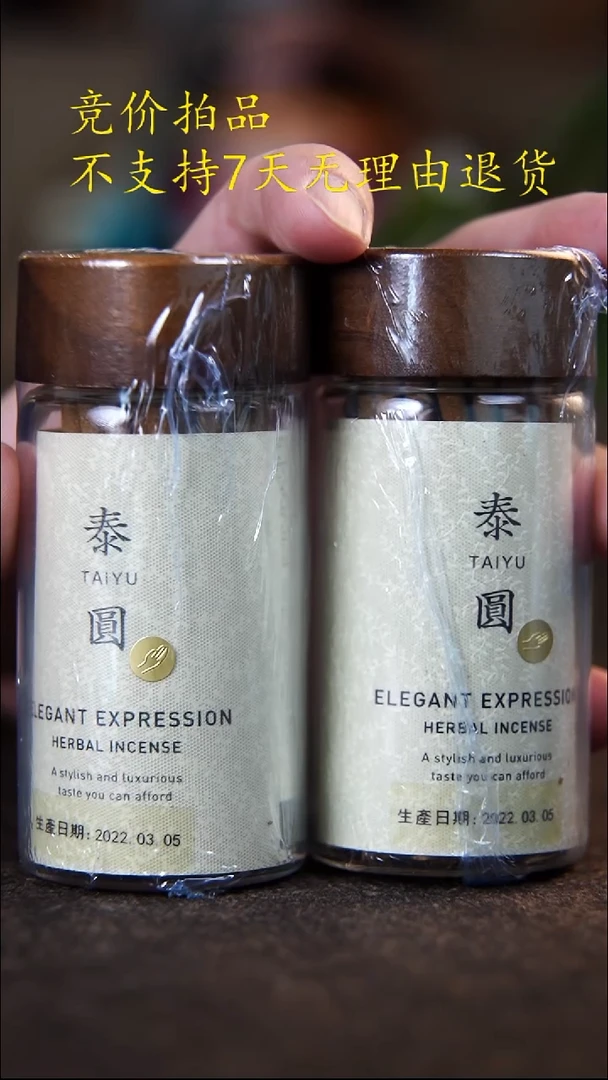 竞价拍品
不支持7天无理由退货
泰
TAIYU
圓
ELEGANT EXPRESSION
HERBAL INCENSE
A stylish and luxurious
taste you can afford
生產日期: 2022. 03. 05
泰
TAIYU
圓
ELEGANT EXPRESSION
HERBAL INCENSE
A stylish and luxurious
taste you can afford
生產日期: 2022. 03. 05